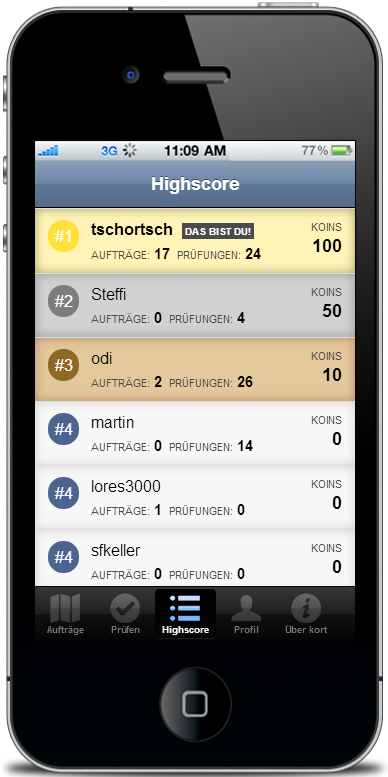 3G 11:09 AM 77%
Highscore
#1 tschortsch DAS BIST DU! KOINS
AUFTRÄGE: 17 PRÜFUNGEN: 24 100
#2 Steffi KOINS
AUFTRÄGE: 0 PRÜFUNGEN: 4 50
#3 odi KOINS
AUFTRÄGE: 2 PRÜFUNGEN: 26 10
#4 martin KOINS
AUFTRÄGE: 0 PRÜFUNGEN: 14 0
#4 lores3000 KOINS
AUFTRÄGE: 1 PRÜFUNGEN: 0 0
#4 sfkeller KOINS
AUFTRÄGE: 0 PRÜFUNGEN: 0 0
Aufträge Prüfen Highscore Profil Über kort